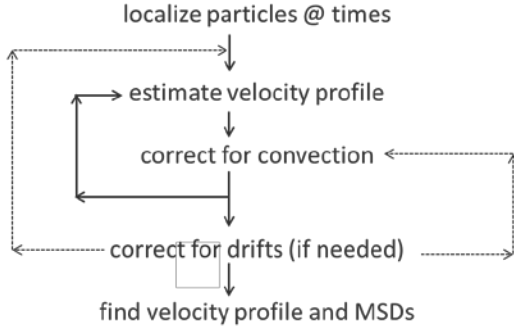 localize particles @ times
estimate velocity profile
correct for convection
correct for drifts (if needed)
find velocity profile and MSDs